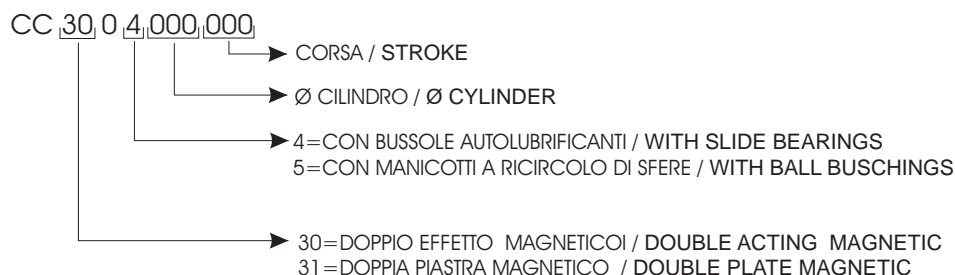 CC 30 0 4 000 000
CORSA / STROKE
Ø CILINDRO / Ø CYLINDER
4=CON BUSSOLE AUTOLUBRIFICANTI / WITH SLIDE BEARINGS
5=CON MANICOTTI A RICIRCOLO DI SFERE / WITH BALL BUSCHINGS
30=DOPPIO EFFETTO MAGNETICOI / DOUBLE ACTING MAGNETIC
31=DOPPIA PIASTRA MAGNETICO / DOUBLE PLATE MAGNETIC